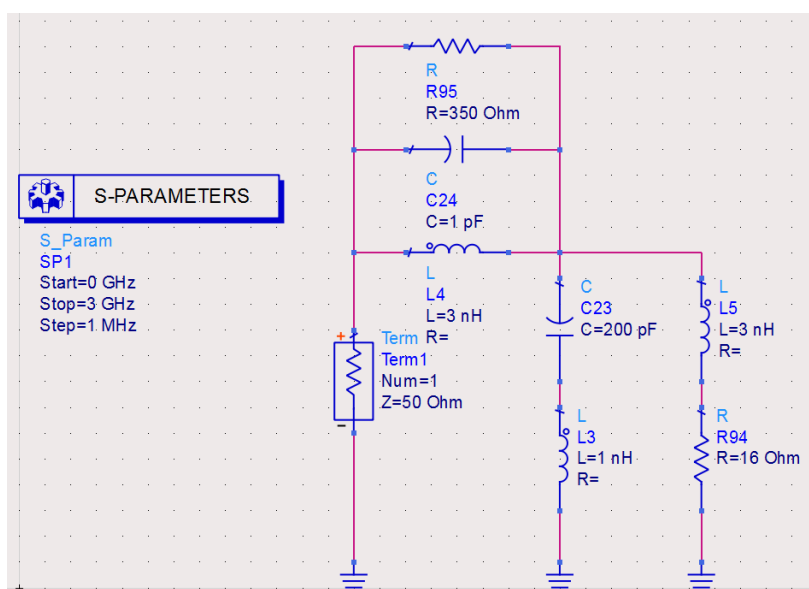 R
R95
R=350 Ohm
C
C24
C=1 pF
S-PARAMETERS
S_Param
SP1
Start=0 GHz
Stop=3 GHz
Step=1 MHz
L
L4
L=3 nH
R=
+
Term
Term1
Num=1
Z=50 Ohm
-
C
C23
C=200 pF
L
L5
L=3 nH
R=
L
L3
L=1 nH
R=
R
R94
R=16 Ohm